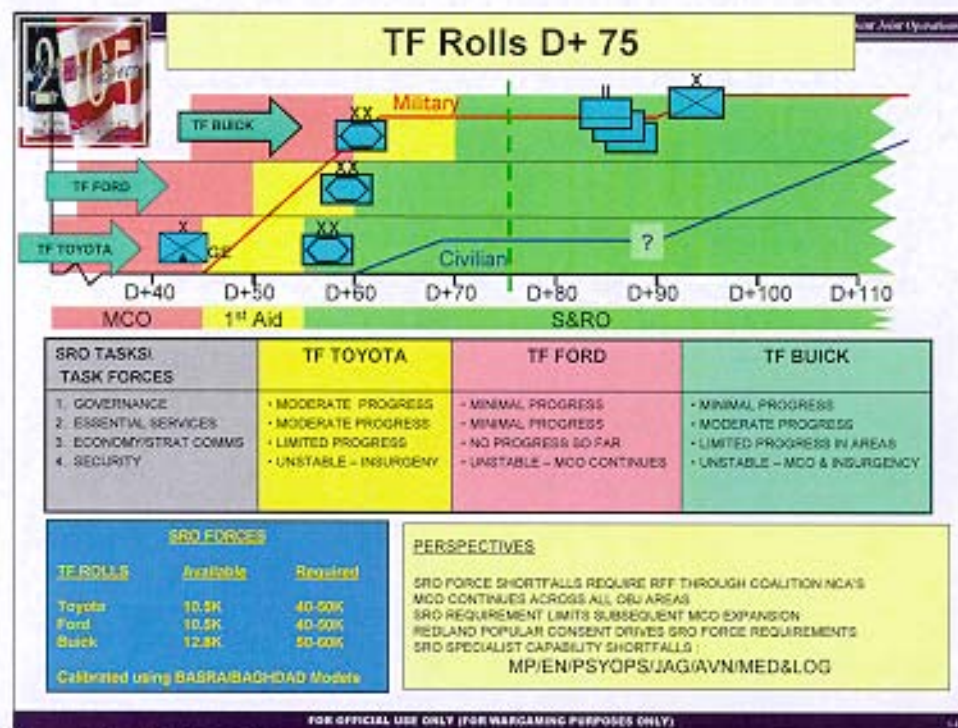 TF Rolls D+ 75
Military
TF BUICK
XX
II
X
TF FORD
XX
TF TOYOTA
X
XX
Civilian
?
D+40 D+50 D+60 D+70 D+80 D+90 D+100 D+110
MCO 1st Aid S&RO
SRO TASKS\
TASK FORCES
TF TOYOTA
TF FORD
TF BUICK
1. GOVERNANCE
2. ESSENTIAL SERVICES
3. ECONOMY/STRAT COMMS
4. SECURITY
• MODERATE PROGRESS
• MODERATE PROGRESS
• LIMITED PROGRESS
• UNSTABLE – INSURGENY
• MINIMAL PROGRESS
• MINIMAL PROGRESS
• NO PROGRESS SO FAR
• UNSTABLE – MCO CONTINUES
• MINIMAL PROGRESS
• MODERATE PROGRESS
• LIMITED PROGRESS IN AREAS
• UNSTABLE – MCO & INSURGENCY
SRO FORCES
TF ROLLS Available Required
Toyota 10.5K 40-50K
Ford 10.5K 40-50K
Buick 12.8K 50-60K
Calibrated using BASRA/BAGHDAD Models
PERSPECTIVES
SRO FORCE SHORTFALLS REQUIRE RFF THROUGH COALITION NCA'S
MCO CONTINUES ACROSS ALL OBJ AREAS
SRO REQUIREMENT LIMITS SUBSEQUENT MCO EXPANSION
REDLAND POPULAR CONSENT DRIVES SRO FORCE REQUIREMENTS
SRO SPECIALIST CAPABILITY SHORTFALLS :
MP/EN/PSYOPS/JAG/AVN/MED&LOG
FOR OFFICIAL USE ONLY (FOR WARGAMING PURPOSES ONLY)